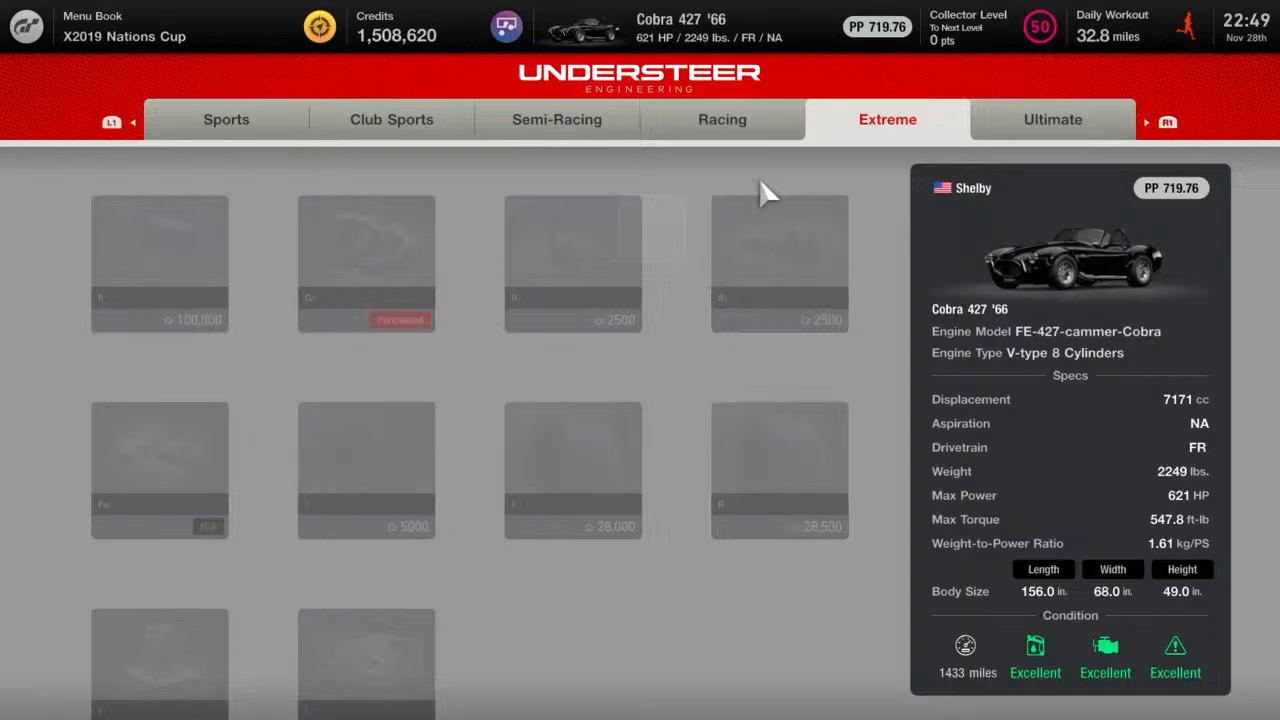 Menu Book
X2019 Nations Cup
Credits
1,508,620
Cobra 427 '66
621 HP / 2249 lbs. / FR / NA
PP 719.76
Collector Level
To Next Level
0 pts
50
Daily Workout
32.8 miles
22:49
Nov 28th
UNDERSTEER
ENGINEERING
L1
Sports
Club Sports
Semi-Racing
Racing
Extreme
Ultimate
R1
Cr 100,000
Purchased
Cr 2500
Cr 2500
N/A
Cr 5000
Cr 28,000
Cr 28,500
Shelby
PP 719.76
Cobra 427 '66
Engine Model FE-427-cammer-Cobra
Engine Type V-type 8 Cylinders
Specs
Displacement 7171 cc
Aspiration NA
Drivetrain FR
Weight 2249 lbs.
Max Power 621 HP
Max Torque 547.8 ft-lb
Weight-to-Power Ratio 1.61 kg/PS
Length Width Height
Body Size 156.0 in. 68.0 in. 49.0 in.
Condition
1433 miles Excellent Excellent Excellent